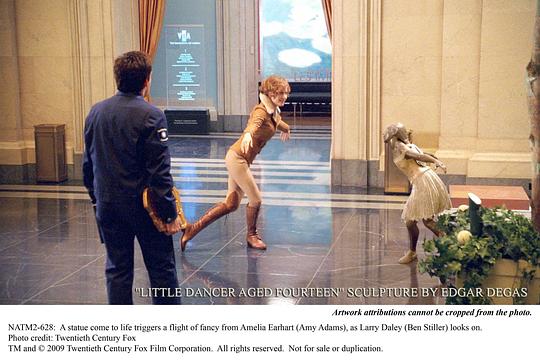 "LITTLE DANCER AGED FOURTEEN" SCULPTURE BY EDGAR DEGAS
Artwork attributions cannot be cropped from the photo.
NATM2-628: A statue come to life triggers a flight of fancy from Amelia Earhart (Amy Adams), as Larry Daley (Ben Stiller) looks on.
Photo credit: Twentieth Century Fox
TM and © 2009 Twentieth Century Fox Film Corporation. All rights reserved. Not for sale or duplication.